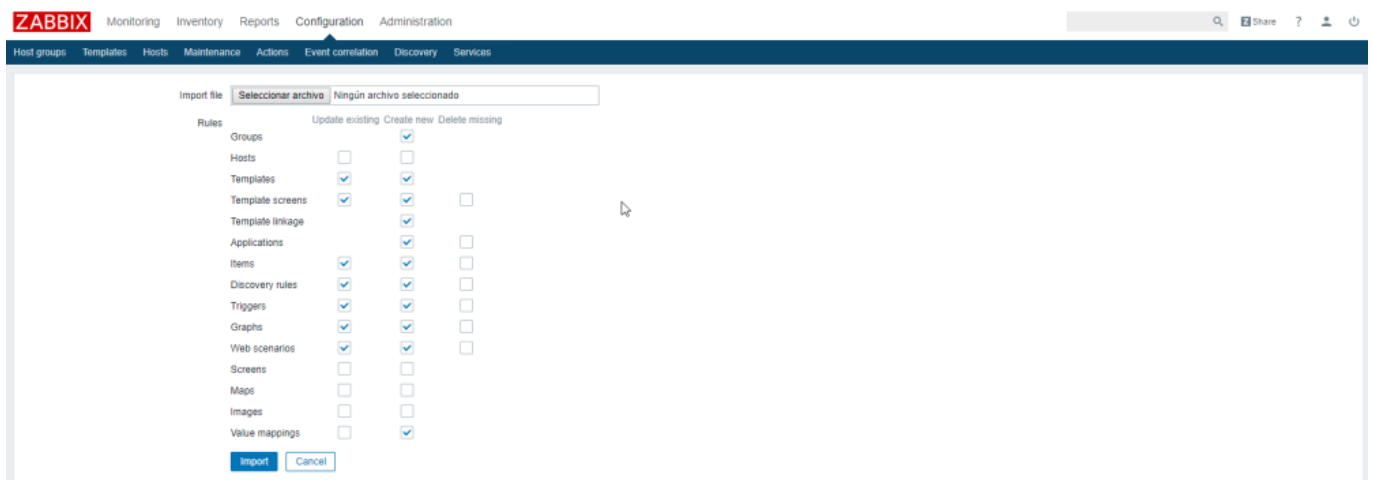 ZABBIX Monitoring Inventory Reports Configuration Administration Z Share ?
Host groups Templates Hosts Maintenance Actions Event correlation Discovery Services
Import file Seleccionar archivo Ningún archivo seleccionado
Rules Update existing Create new Delete missing
Groups
Hosts
Templates
Template screens
Template linkage
Applications
Items
Discovery rules
Triggers
Graphs
Web scenarios
Screens
Maps
Images
Value mappings
Import Cancel